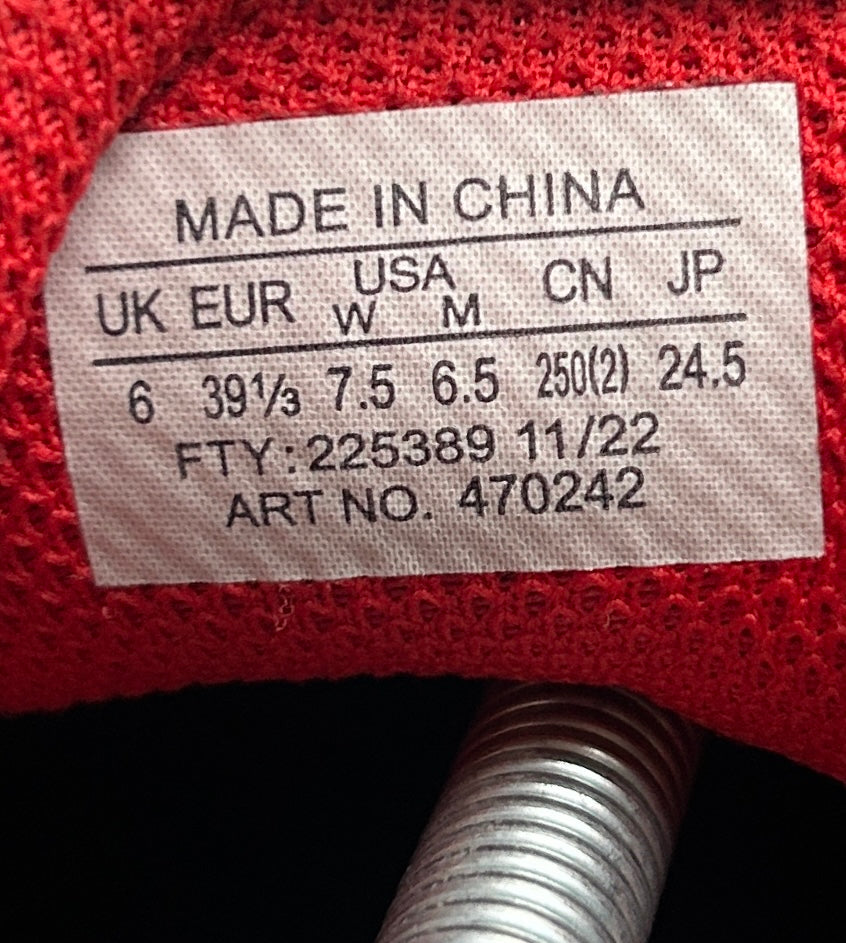 MADE IN CHINA
UK EUR USA CN JP
W M
6 39⅓ 7.5 6.5 250(2) 24.5
FTY:225389 11/22
ART NO. 470242